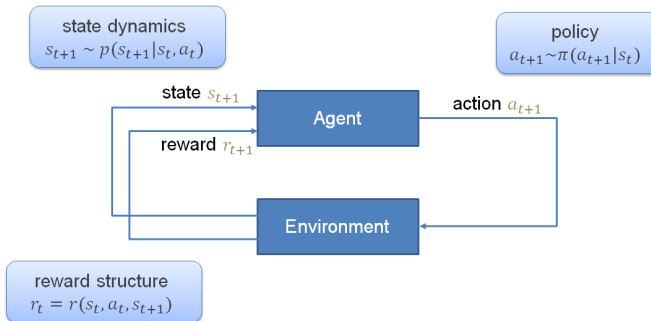 state dynamics
s_{t+1} ~ p(s_{t+1}|s_t, a_t)
policy
a_{t+1}~π(a_{t+1}|s_t)
state s_{t+1}
Agent
action a_{t+1}
reward r_{t+1}
Environment
reward structure
r_t = r(s_t, a_t, s_{t+1})